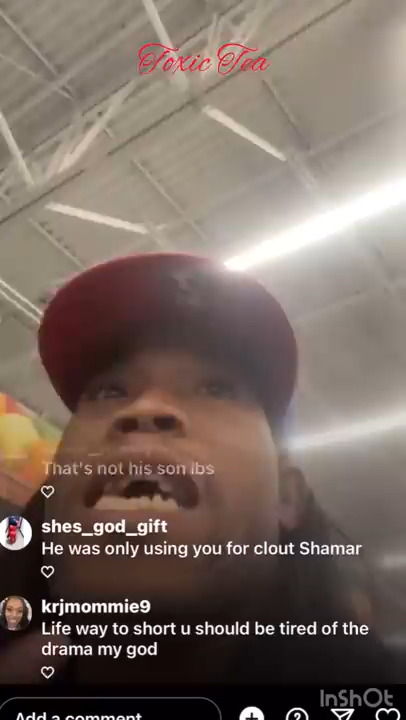 Toxic Tea
That's not his son lbs
shes_god_gift
He was only using you for clout Shamar
krjmommie9
Life way to short u should be tired of the
drama my god
Add a comment
InShOt